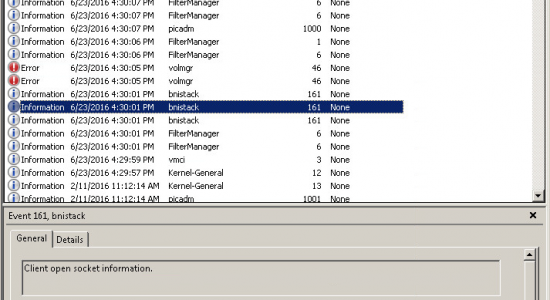 Information 6/23/2016 4:30:07 PM FilterManager 6 None
Information 6/23/2016 4:30:07 PM FilterManager 6 None
Information 6/23/2016 4:30:07 PM picadm 1000 None
Information 6/23/2016 4:30:06 PM FilterManager 1 None
Information 6/23/2016 4:30:06 PM FilterManager 6 None
Error 6/23/2016 4:30:05 PM volmgr 46 None
Error 6/23/2016 4:30:05 PM volmgr 46 None
Information 6/23/2016 4:30:01 PM bnistack 161 None
Information 6/23/2016 4:30:01 PM bnistack 161 None
Information 6/23/2016 4:30:01 PM bnistack 161 None
Information 6/23/2016 4:30:01 PM FilterManager 6 None
Information 6/23/2016 4:30:01 PM FilterManager 6 None
Information 6/23/2016 4:29:59 PM vmci 3 None
Information 6/23/2016 4:29:57 PM Kernel-General 12 None
Information 2/11/2016 11:12:14 AM Kernel-General 13 None
Information 2/11/2016 11:12:14 AM picadm 1001 None
Event 161, bnistack
General Details
Client open socket information.